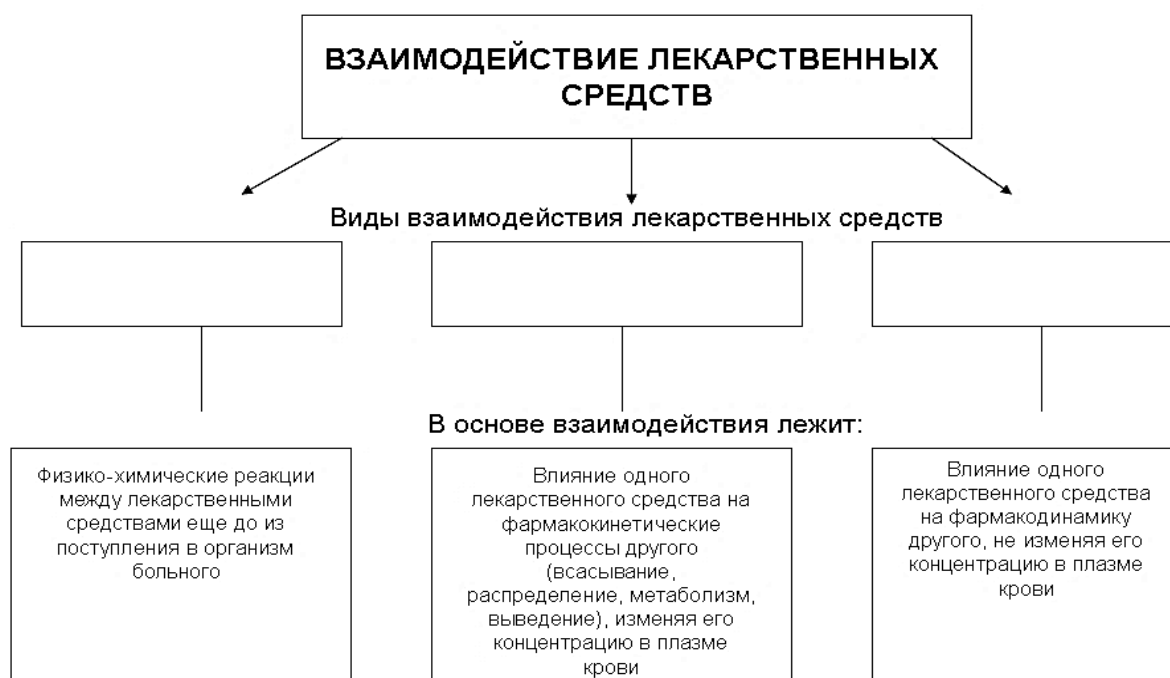 ВЗАИМОДЕЙСТВИЕ ЛЕКАРСТВЕННЫХ
СРЕДСТВ
Виды взаимодействия лекарственных средств
В основе взаимодействия лежит:
Физико-химические реакции
между лекарственными
средствами еще до из
поступления в организм
больного
Влияние одного
лекарственного средства на
фармакокинетические
процессы другого
(всасывание,
распределение, метаболизм,
выведение), изменяя его
концентрацию в плазме
крови
Влияние одного
лекарственного средства
на фармакодинамику
другого, не изменяя его
концентрацию в плазме
крови